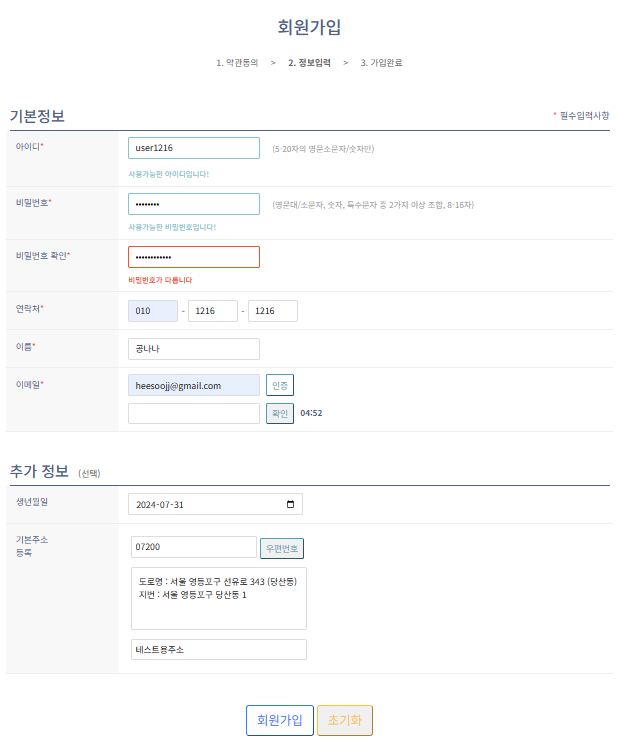 회원가입
1. 약관동의 > 2. 정보입력 > 3. 가입완료
기본정보 * 필수입력사항
아이디* user1216 (5-20자의 영문소문자/숫자만)
사용가능한 아이디입니다!
비밀번호* •••••••• (영문대/소문자, 숫자, 특수문자 중 2가지 이상 조합, 8-16자)
사용가능한 비밀번호입니다!
비밀번호 확인* ••••••••••••
비밀번호가 다릅니다
연락처* 010 - 1216 - 1216
이름* 공나나
이메일* heesoojj@gmail.com 인증
확인 04:52
추가 정보 (선택)
생년월일 2024-07-31
기본주소
등록
07200 우편번호
도로명 : 서울 영등포구 선유로 343 (당산동)
지번 : 서울 영등포구 당산동 1
테스트용주소
회원가입 초기화